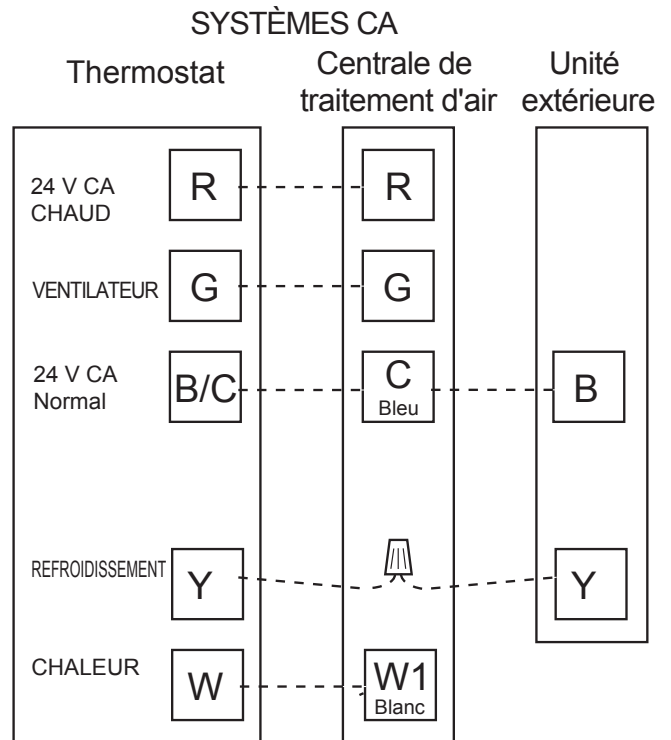 SYSTÈMES CA
Thermostat
Centrale de
traitement d'air
Unité
extérieure
24 V CA
CHAUD
R
R
VENTILATEUR
G
G
24 V CA
Normal
B/C
C
Bleu
B
REFROIDISSEMENT
Y
Y
CHALEUR
W
W1
Blanc